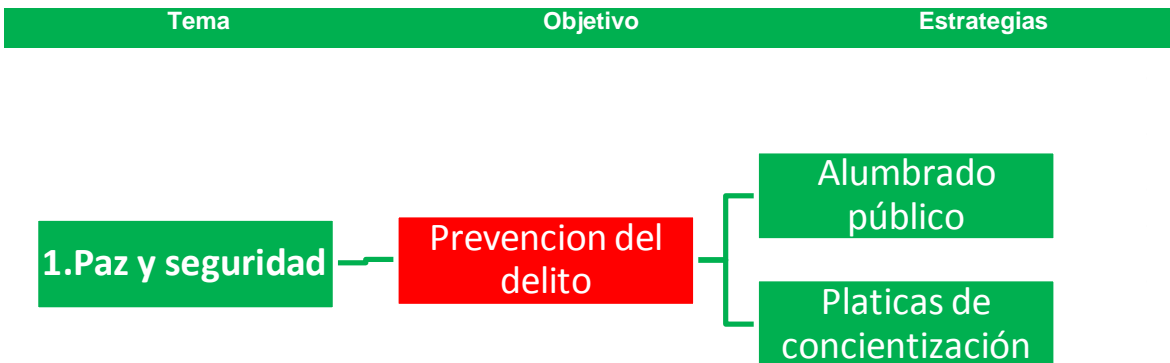 Tema Objetivo Estrategias
Alumbrado
público
1.Paz y seguridad
Prevencion del
delito
Platicas de
concientización